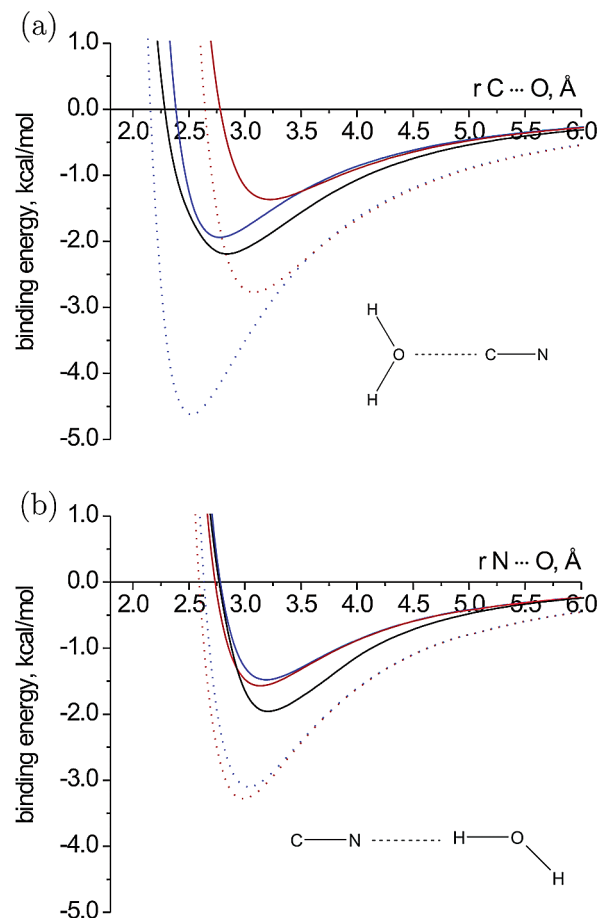 (a)
1.0
r C ··· O, Å
0.0
2.0 2.5 3.0 3.5 4.0 4.5 5.0 5.5 6.0
-1.0
-2.0
-3.0
-4.0
-5.0
binding energy, kcal/mol
H
O C N
H
(b)
1.0
r N ··· O, Å
0.0
2.0 2.5 3.0 3.5 4.0 4.5 5.0 5.5 6.0
-1.0
-2.0
-3.0
-4.0
-5.0
binding energy, kcal/mol
C N H O
H